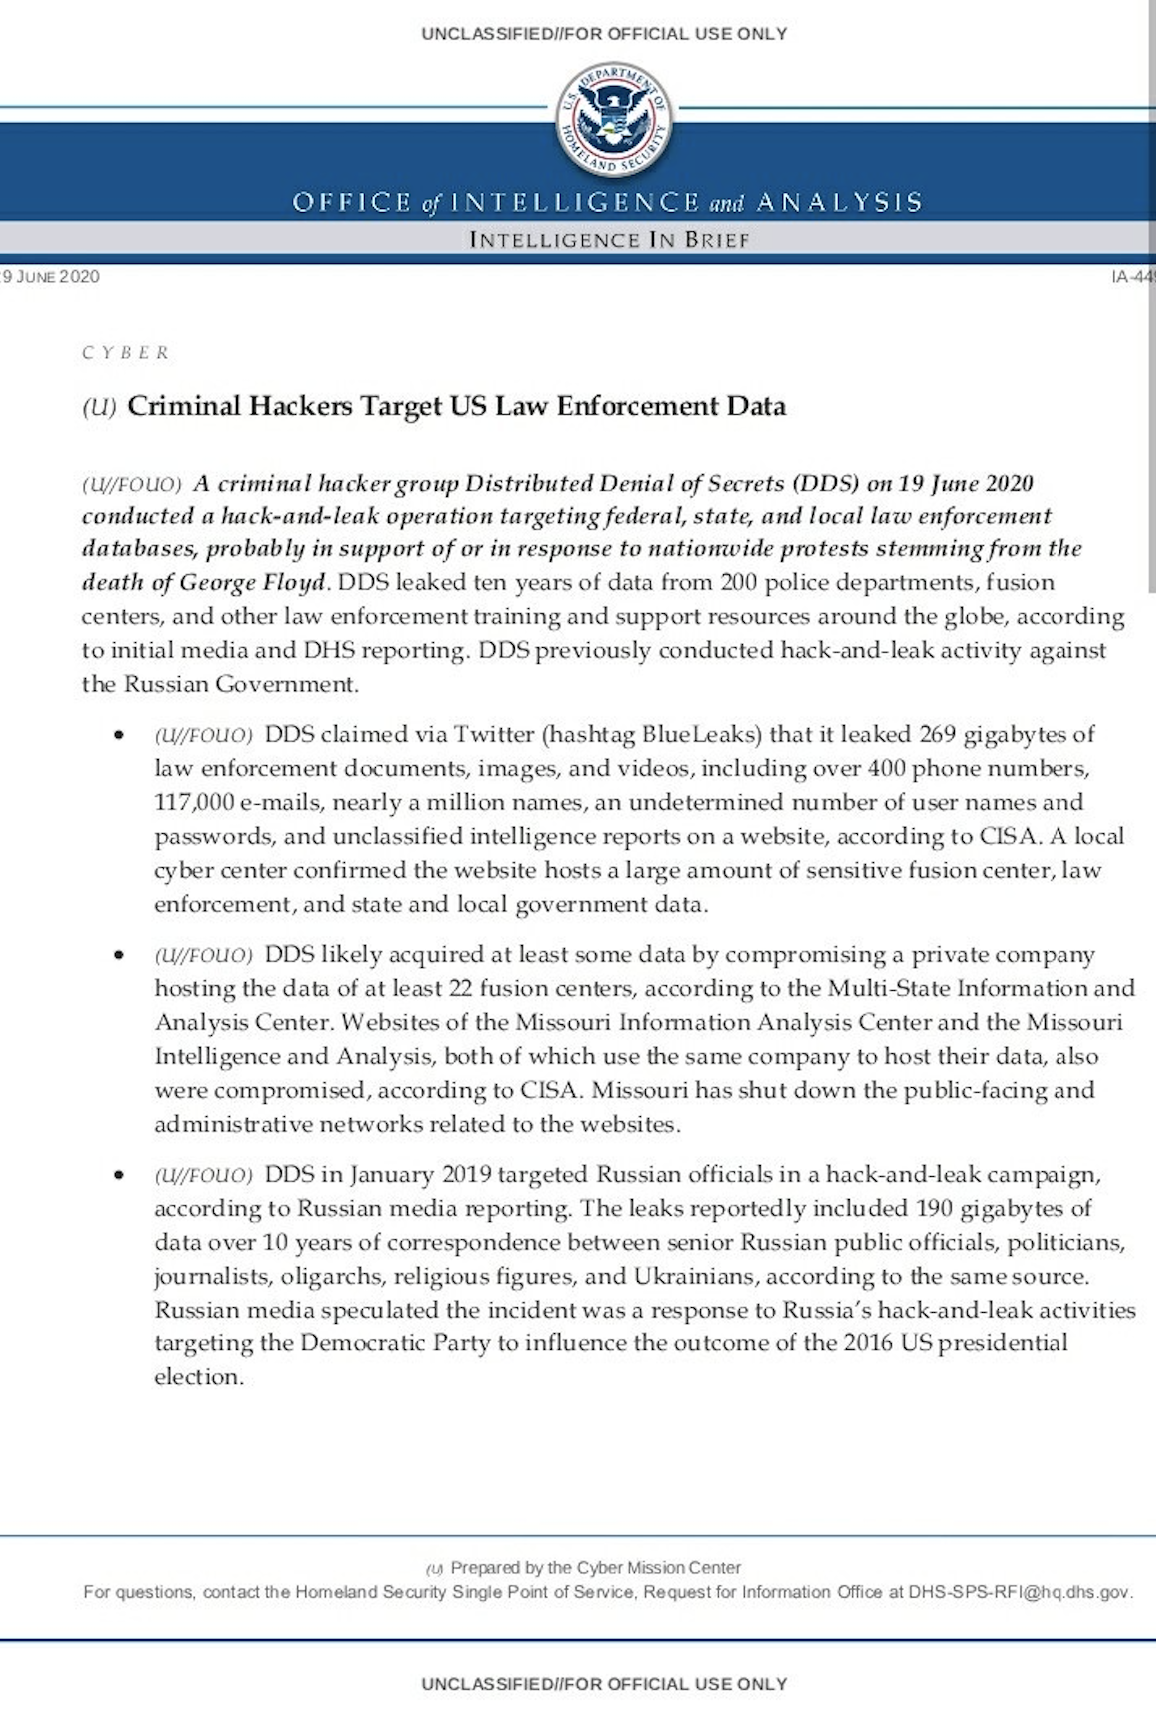 UNCLASSIFIED//FOR OFFICIAL USE ONLY
U.S. DEPARTMENT OF HOMELAND SECURITY
OFFICE of INTELLIGENCE and ANALYSIS
INTELLIGENCE IN BRIEF
9 JUNE 2020
IA-449
CYBER
(U) Criminal Hackers Target US Law Enforcement Data
(U//FOUO) A criminal hacker group Distributed Denial of Secrets (DDS) on 19 June 2020
conducted a hack-and-leak operation targeting federal, state, and local law enforcement
databases, probably in support of or in response to nationwide protests stemming from the
death of George Floyd. DDS leaked ten years of data from 200 police departments, fusion
centers, and other law enforcement training and support resources around the globe, according
to initial media and DHS reporting. DDS previously conducted hack-and-leak activity against
the Russian Government.
• (U//FOUO) DDS claimed via Twitter (hashtag BlueLeaks) that it leaked 269 gigabytes of
law enforcement documents, images, and videos, including over 400 phone numbers,
117,000 e-mails, nearly a million names, an undetermined number of user names and
passwords, and unclassified intelligence reports on a website, according to CISA. A local
cyber center confirmed the website hosts a large amount of sensitive fusion center, law
enforcement, and state and local government data.
• (U//FOUO) DDS likely acquired at least some data by compromising a private company
hosting the data of at least 22 fusion centers, according to the Multi-State Information and
Analysis Center. Websites of the Missouri Information Analysis Center and the Missouri
Intelligence and Analysis, both of which use the same company to host their data, also
were compromised, according to CISA. Missouri has shut down the public-facing and
administrative networks related to the websites.
• (U//FOUO) DDS in January 2019 targeted Russian officials in a hack-and-leak campaign,
according to Russian media reporting. The leaks reportedly included 190 gigabytes of
data over 10 years of correspondence between senior Russian public officials, politicians,
journalists, oligarchs, religious figures, and Ukrainians, according to the same source.
Russian media speculated the incident was a response to Russia's hack-and-leak activities
targeting the Democratic Party to influence the outcome of the 2016 US presidential
election.
(U) Prepared by the Cyber Mission Center
For questions, contact the Homeland Security Single Point of Service, Request for Information Office at DHS-SPS-RFI@hq.dhs.gov.
UNCLASSIFIED//FOR OFFICIAL USE ONLY